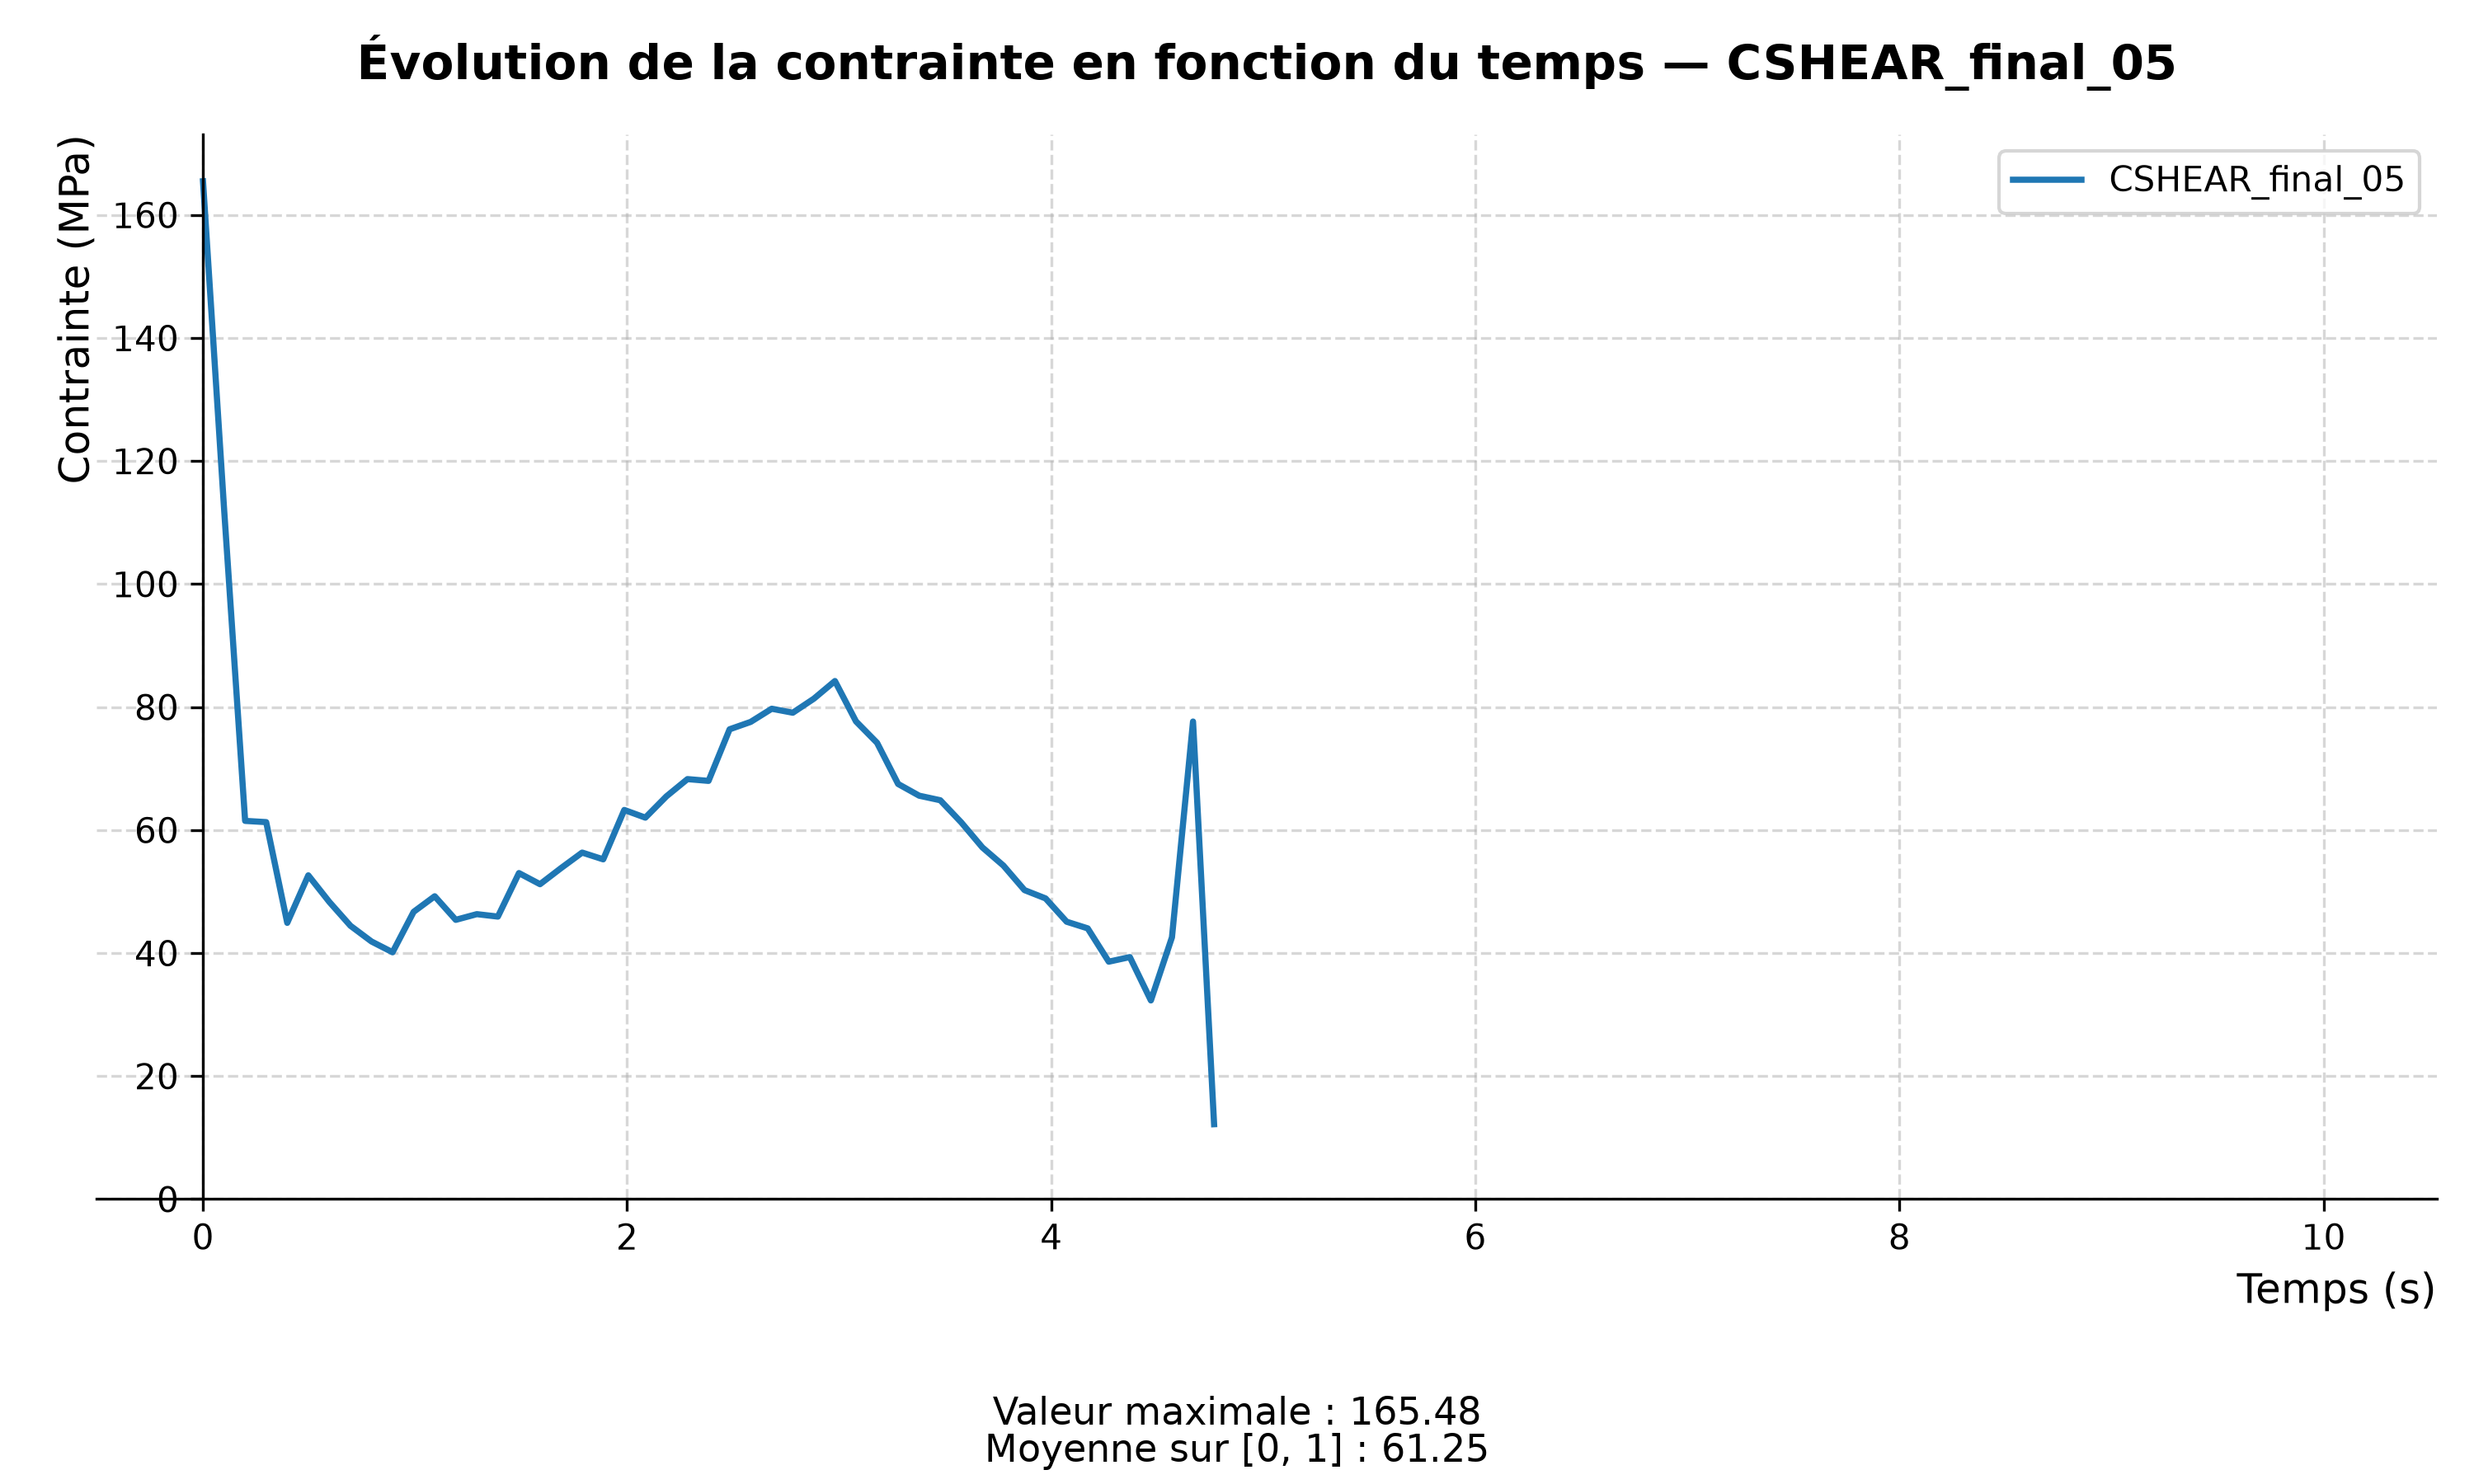 Évolution de la contrainte en fonction du temps — CSHEAR_final_05
Contrainte (MPa)
CSHEAR_final_05
160
140
120
100
80
60
40
20
0
0 2 4 6 8 10
Temps (s)
Valeur maximale : 165.48
Moyenne sur [0, 1] : 61.25